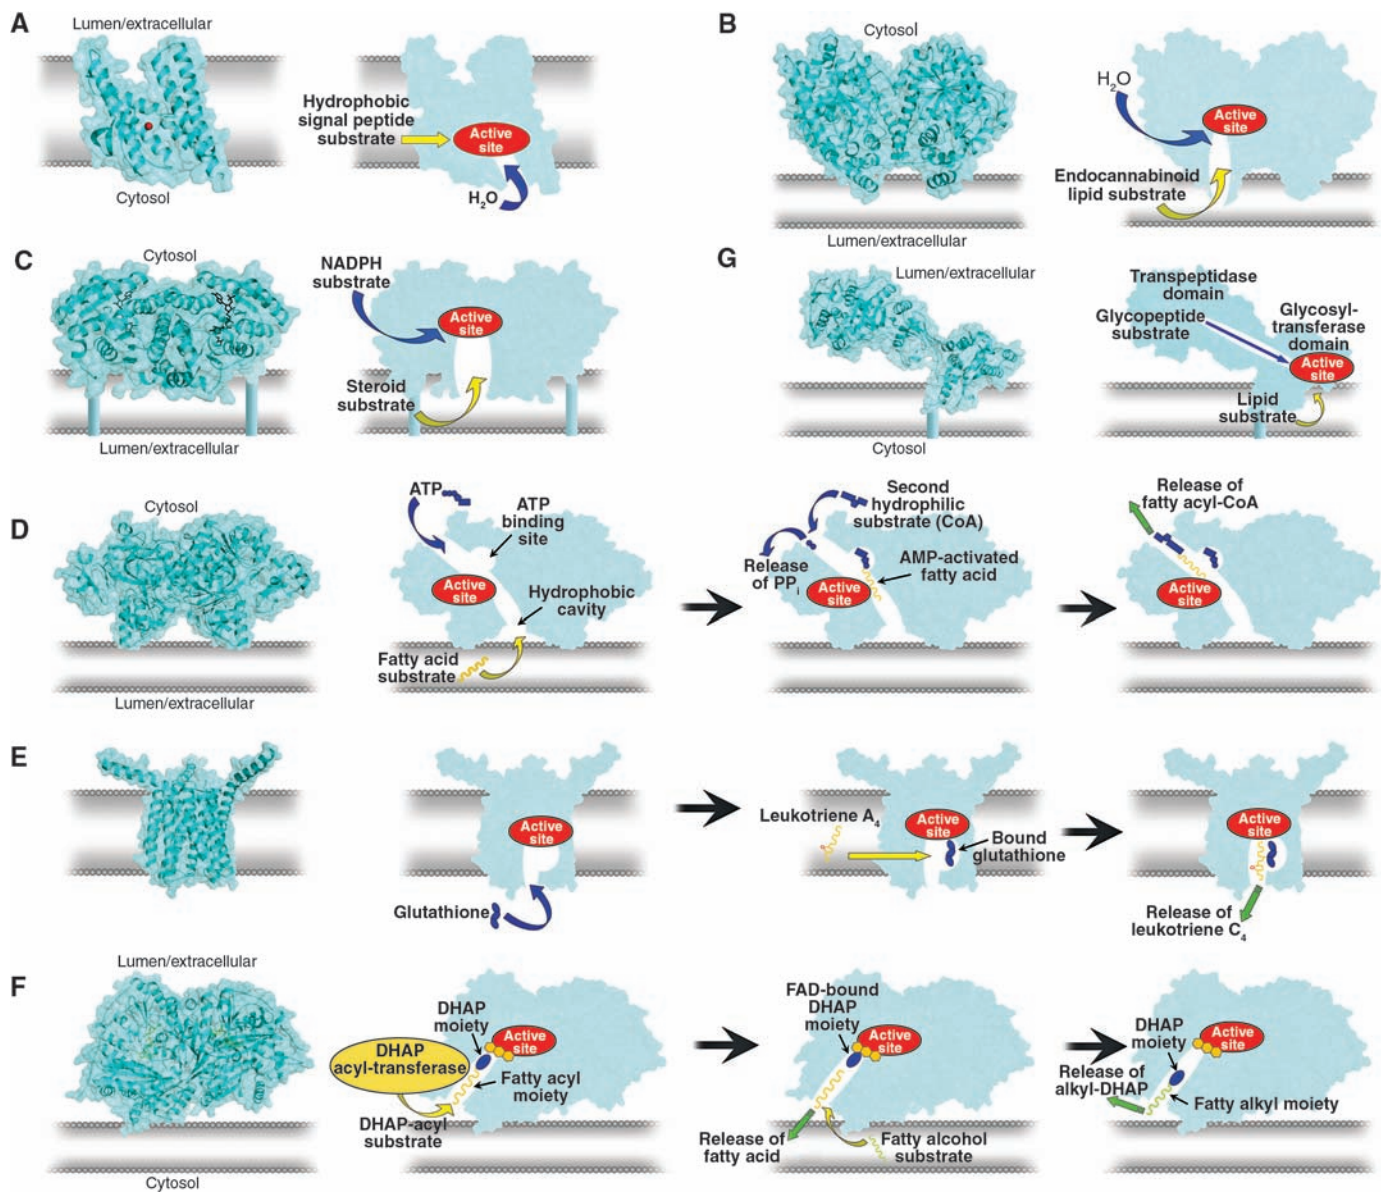 A
Lumen/extracellular
Cytosol
Hydrophobic
signal peptide
substrate
Active
site
H2O
B
Cytosol
Lumen/extracellular
H2O
Active
site
Endocannabinoid
lipid substrate
C
Cytosol
Lumen/extracellular
NADPH
substrate
Active
site
Steroid
substrate
G
Lumen/extracellular
Cytosol
Transpeptidase
domain
Glycopeptide
substrate
Glycosyl-
transferase
domain
Active
site
Lipid
substrate
D
Cytosol
Lumen/extracellular
ATP
ATP
binding
site
Active
site
Hydrophobic
cavity
Fatty acid
substrate
Second
hydrophilic
substrate (CoA)
Release
of PPi
AMP-activated
fatty acid
Active
site
Release of
fatty acyl-CoA
Active
site
E
Active
site
Glutathione
Leukotriene A4
Active
site
Bound
glutathione
Active
site
Release of
leukotriene C4
F
Lumen/extracellular
Cytosol
DHAP
moiety
Active
site
DHAP
acyl-transferase
Fatty acyl
moiety
DHAP-acyl
substrate
FAD-bound
DHAP
moiety
Active
site
Release of
fatty acid
Fatty alcohol
substrate
DHAP
moiety
Active
site
Release of
alkyl-DHAP
Fatty alkyl moiety